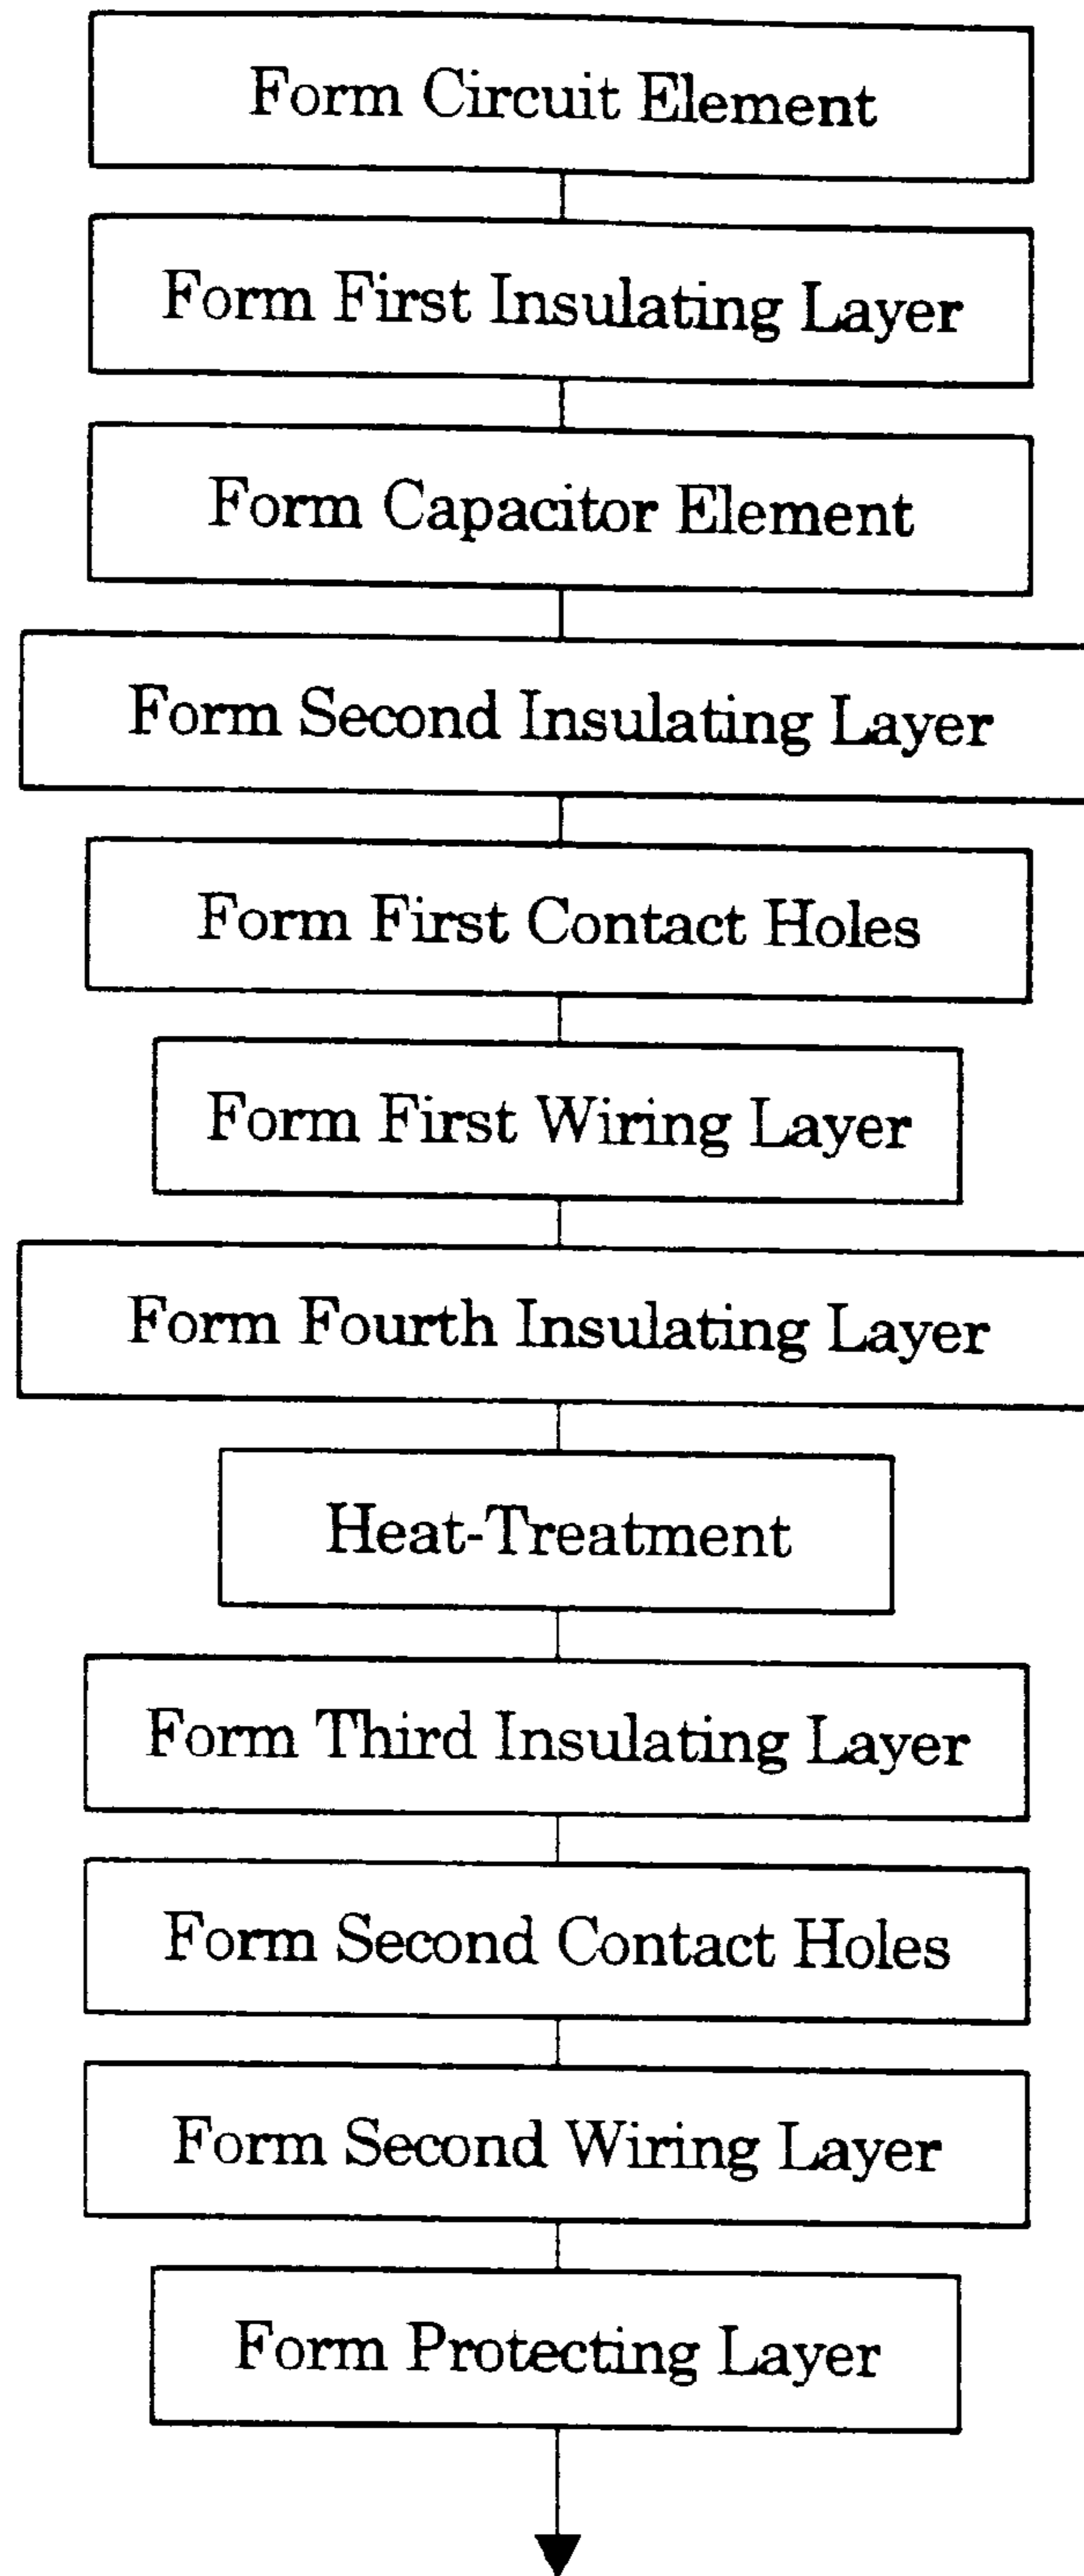 Form Circuit Element
Form First Insulating Layer
Form Capacitor Element
Form Second Insulating Layer
Form First Contact Holes
Form First Wiring Layer
Form Fourth Insulating Layer
Heat-Treatment
Form Third Insulating Layer
Form Second Contact Holes
Form Second Wiring Layer
Form Protecting Layer